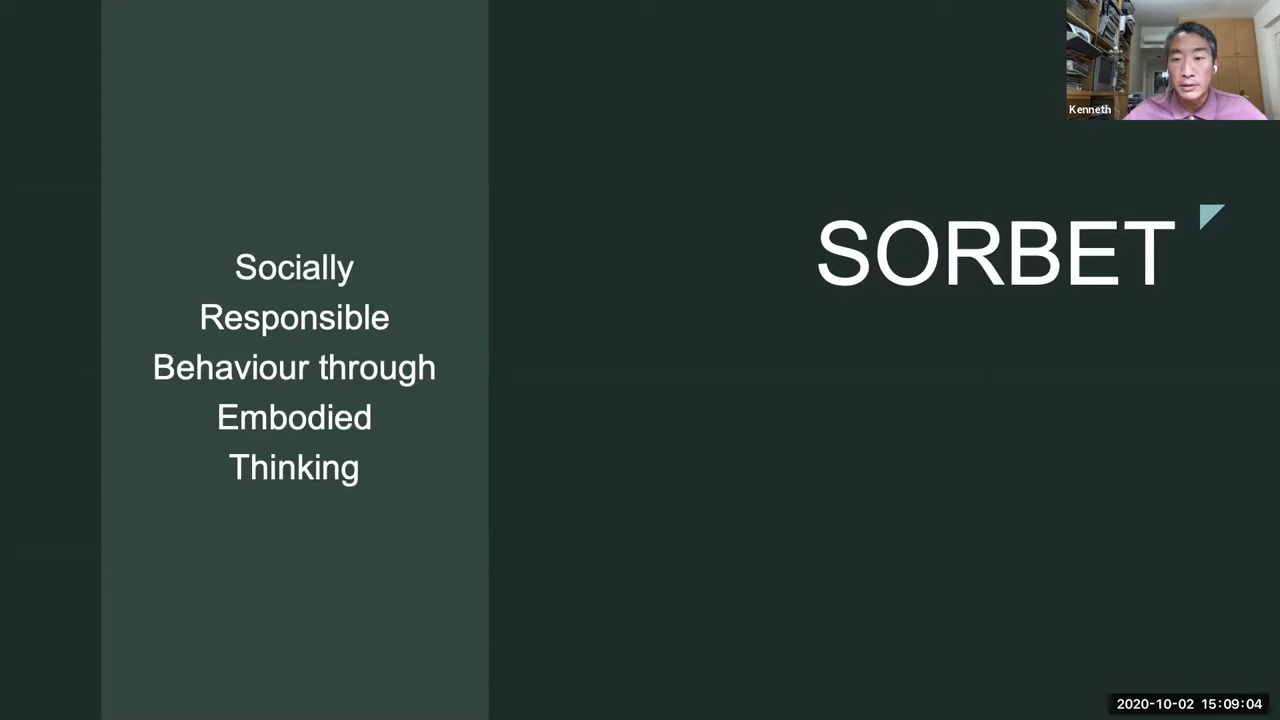 Kenneth
SORBET
Socially
Responsible
Behaviour through
Embodied
Thinking
2020-10-02 15:09:04